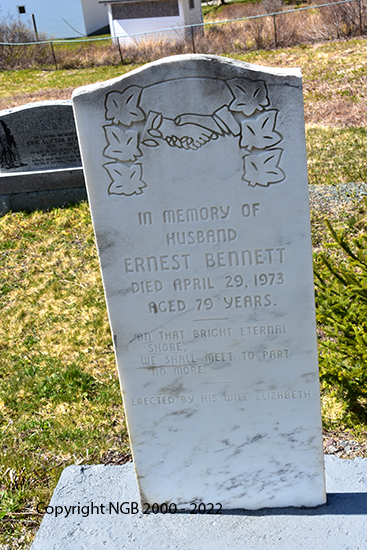 IN MEMORY OF
HUSBAND
ERNEST BENNETT
DIED APRIL 29, 1973
AGED 79 YEARS.
ON THAT BRIGHT ETERNAL
SHORE,
WE SHALL MEET TO PART
NO MORE.
ERECTED BY HIS WIFE ELIZABETH
Copyright NGB 2000 - 2022